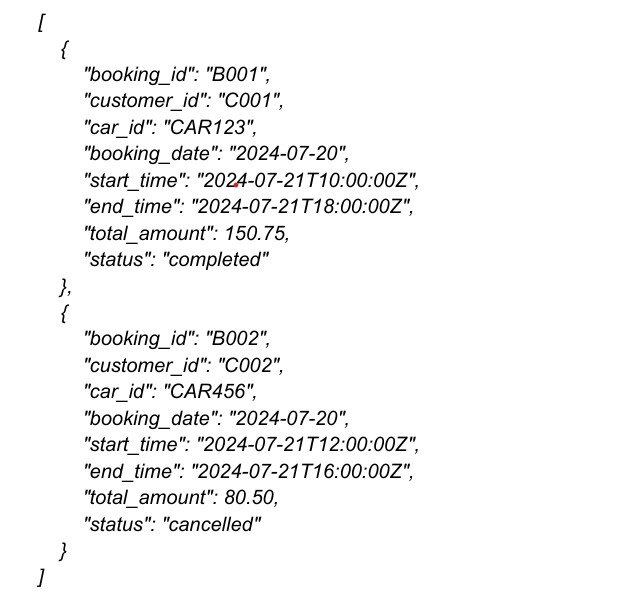 [
{
"booking_id": "B001",
"customer_id": "C001",
"car_id": "CAR123",
"booking_date": "2024-07-20",
"start_time": "2024-07-21T10:00:00Z",
"end_time": "2024-07-21T18:00:00Z",
"total_amount": 150.75,
"status": "completed"
},
{
"booking_id": "B002",
"customer_id": "C002",
"car_id": "CAR456",
"booking_date": "2024-07-20",
"start_time": "2024-07-21T12:00:00Z",
"end_time": "2024-07-21T16:00:00Z",
"total_amount": 80.50,
"status": "cancelled"
}
]